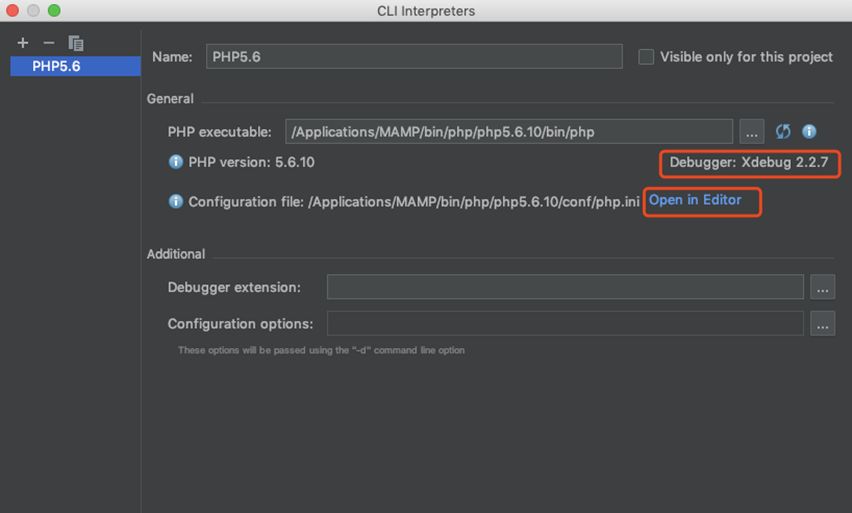 CLI Interpreters
PHP5.6
Name: PHP5.6 Visible only for this project
General
PHP executable: /Applications/MAMP/bin/php/php5.6.10/bin/php ...
PHP version: 5.6.10 Debugger: Xdebug 2.2.7
Configuration file: /Applications/MAMP/bin/php/php5.6.10/conf/php.ini Open in Editor
Additional
Debugger extension: ...
Configuration options: ...
These options will be passed using the "-d" command line option